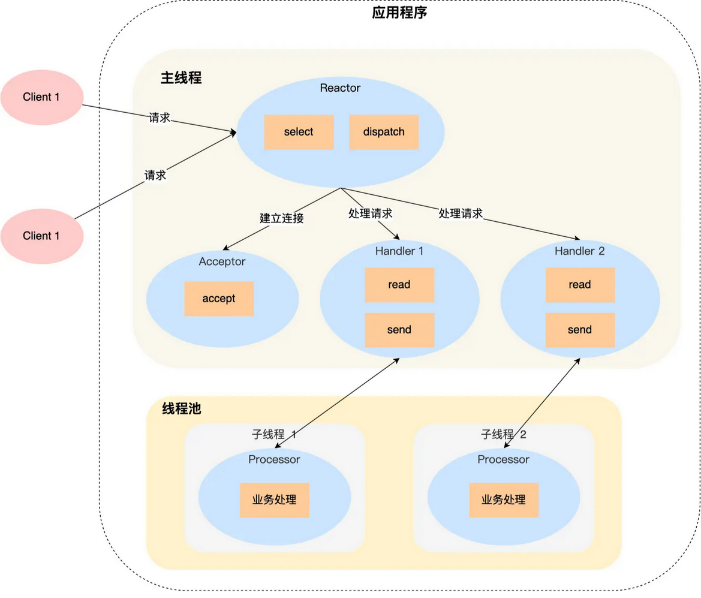 应用程序
主线程
Reactor
select
dispatch
Client 1
请求
请求
Client 1
建立连接
处理请求
处理请求
Acceptor
accept
Handler 1
read
send
Handler 2
read
send
线程池
子线程 1
Processor
业务处理
子线程 2
Processor
业务处理